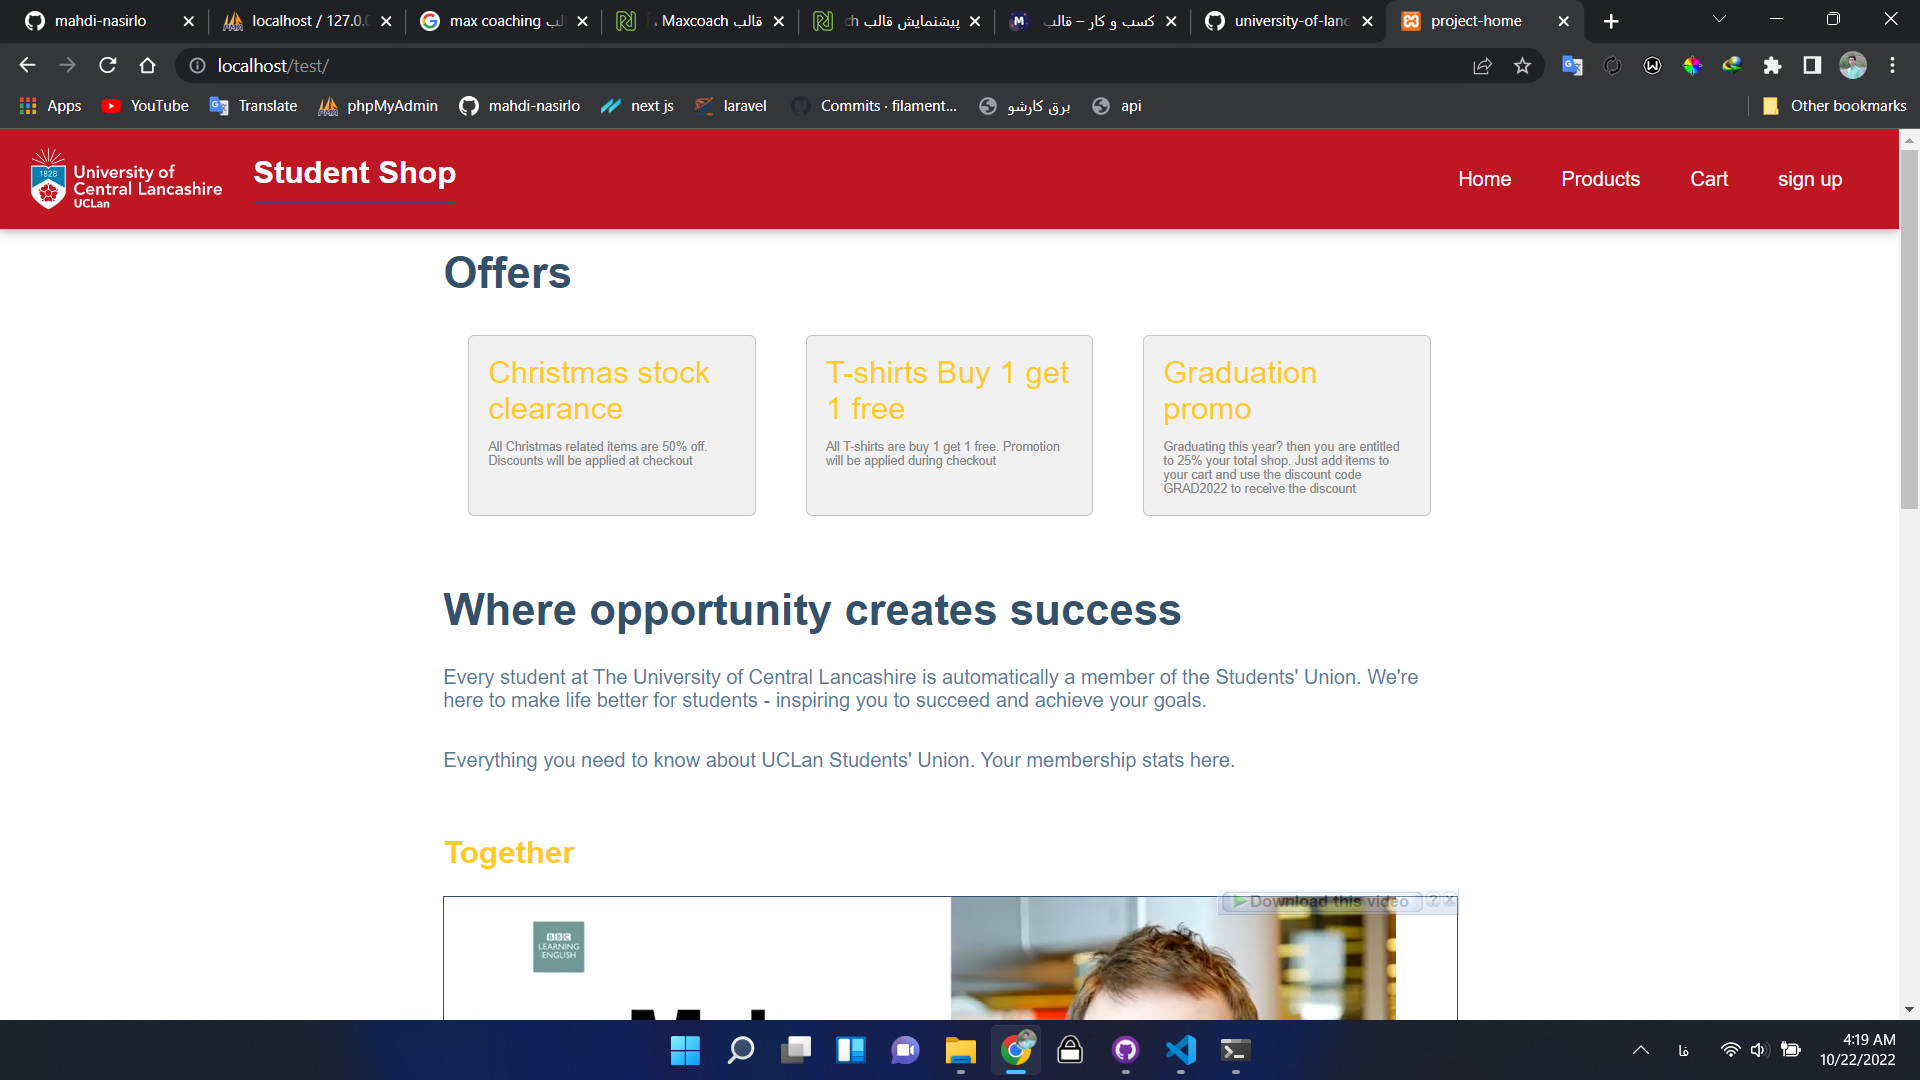 mahdi-nasirlo
localhost / 127.0.0
max coaching
قالب Maxcoach
پیشنمایش قالب
کسب و کار – قالب
university-of-lanc
project-home
localhost/test/
Apps
YouTube
Translate
phpMyAdmin
mahdi-nasirlo
next js
laravel
Commits · filament...
برق کارشو
api
Other bookmarks
1828
University of
Central Lancashire
UCLan
Student Shop
Home
Products
Cart
sign up
Offers
Christmas stock
clearance
All Christmas related items are 50% off.
Discounts will be applied at checkout
T-shirts Buy 1 get
1 free
All T-shirts are buy 1 get 1 free. Promotion
will be applied during checkout
Graduation
promo
Graduating this year? then you are entitled
to 25% your total shop. Just add items to
your cart and use the discount code
GRAD2022 to receive the discount
Where opportunity creates success
Every student at The University of Central Lancashire is automatically a member of the Students' Union. We're
here to make life better for students - inspiring you to succeed and achieve your goals.
Everything you need to know about UCLan Students' Union. Your membership stats here.
Together
Download this video
BBC
LEARNING
ENGLISH
فا
4:19 AM
10/22/2022